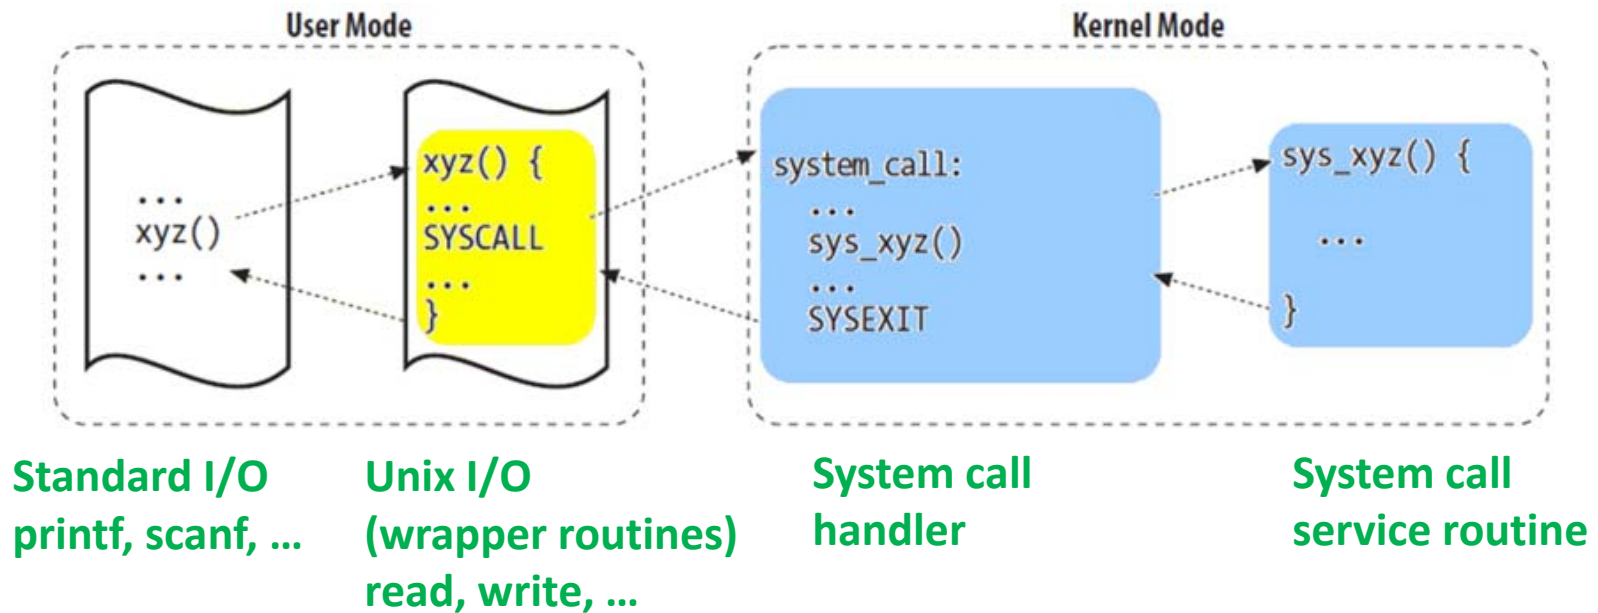 User Mode
Kernel Mode
...
xyz()
...
xyz() {
...
SYSCALL
...
}
system_call:
...
sys_xyz()
...
SYSEXIT
sys_xyz() {
...
}
Standard I/O
printf, scanf, ...
Unix I/O
(wrapper routines)
read, write, ...
System call
handler
System call
service routine